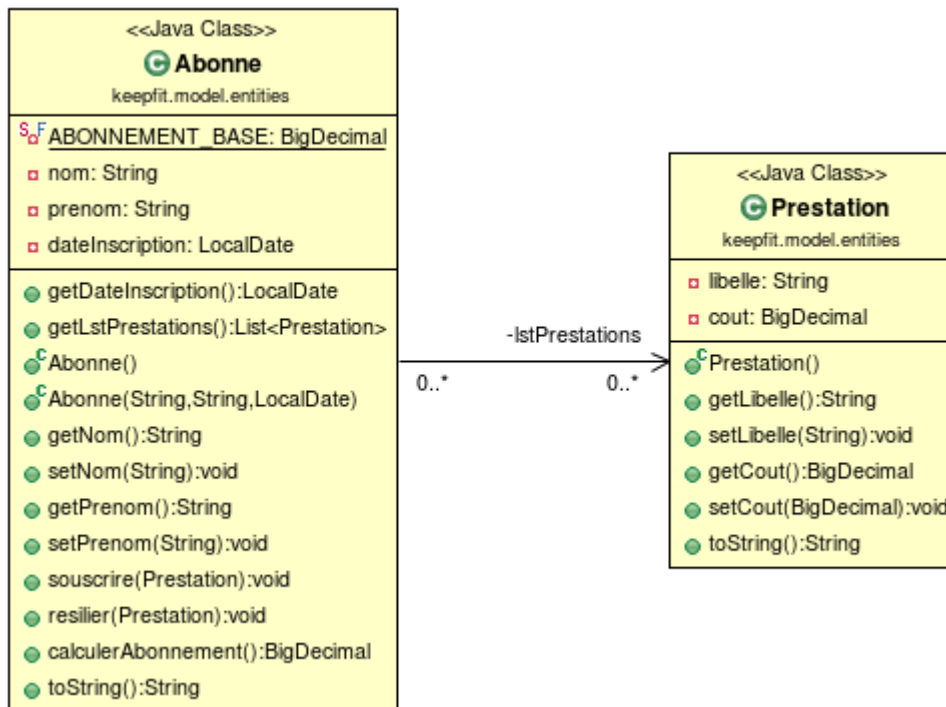 <<Java Class>>
C Abonne
keepfit.model.entities
S F ABONNEMENT_BASE: BigDecimal
nom: String
prenom: String
dateInscription: LocalDate
getDateInscription():LocalDate
getLstPrestations():List<Prestation>
C Abonne()
C Abonne(String,String,LocalDate)
getNom():String
setNom(String):void
getPrenom():String
setPrenom(String):void
souscrire(Prestation):void
resilier(Prestation):void
calculerAbonnement():BigDecimal
toString():String
-lstPrestations
0..* 0..*
<<Java Class>>
C Prestation
keepfit.model.entities
libelle: String
cout: BigDecimal
C Prestation()
getLibelle():String
setLibelle(String):void
getCout():BigDecimal
setCout(BigDecimal):void
toString():String